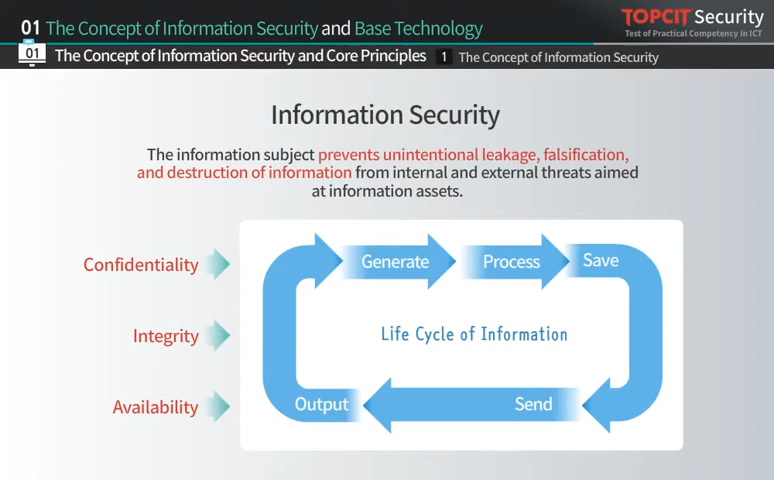 01 The Concept of Information Security and Base Technology
TOPCIT Security
Test of Practical Competency In ICT
01 The Concept of Information Security and Core Principles 1 The Concept of Information Security
Information Security
The information subject prevents unintentional leakage, falsification,
and destruction of information from internal and external threats aimed
at information assets.
Confidentiality
Generate
Process
Save
Integrity
Life Cycle of Information
Availability
Output
Send